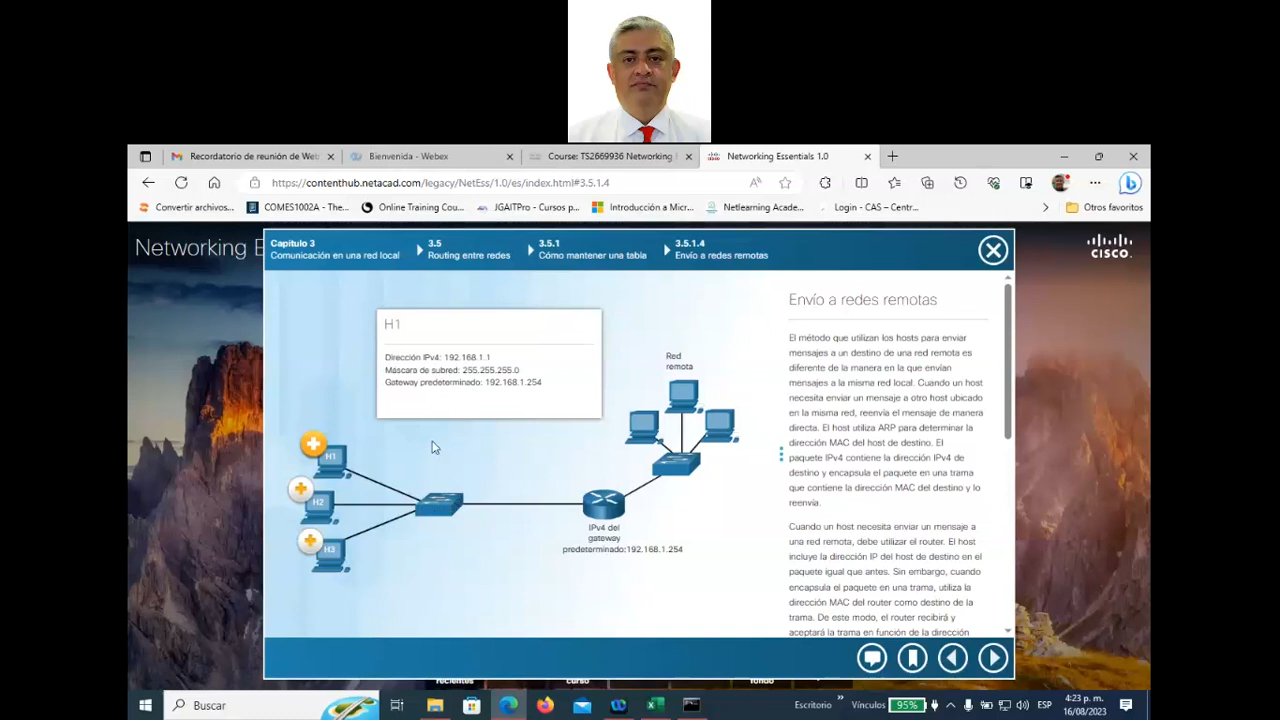 Recordatorio de reunión de Web
Bienvenida - Webex
Course: TS2669936 Networking E
Networking Essentials 1.0
https://contenthub.netacad.com/legacy/NetEss/1.0/es/index.html#3.5.1.4
Convertir archivos...
COMES1002A - The...
Online Training Cou...
JGAITPro - Cursos p...
Introducción a Micr...
Netlearning Acade...
Login - CAS – Centr...
Otros favoritos
Networking E
Capítulo 3
Comunicación en una red local
3.5
Routing entre redes
3.5.1
Cómo mantener una tabla
3.5.1.4
Envío a redes remotas
CISCO
H1
Dirección IPv4: 192.168.1.1
Máscara de subred: 255.255.255.0
Gateway predeterminado: 192.168.1.254
Red
remota
H1
H2
H3
IPv4 del
gateway
predeterminado:192.168.1.254
Envío a redes remotas
El método que utilizan los hosts para enviar
mensajes a un destino de una red remota es
diferente de la manera en la que envían
mensajes a la misma red local. Cuando un host
necesita enviar un mensaje a otro host ubicado
en la misma red, reenvía el mensaje de manera
directa. El host utiliza ARP para determinar la
dirección MAC del host de destino. El
paquete IPv4 contiene la dirección IPv4 de
destino y encapsula el paquete en una trama
que contiene la dirección MAC del destino y lo
reenvía.
Cuando un host necesita enviar un mensaje a
una red remota, debe utilizar el router. El host
incluye la dirección IP del host de destino en el
paquete igual que antes. Sin embargo, cuando
encapsula el paquete en una trama, utiliza la
dirección MAC del router como destino de la
trama. De este modo, el router recibirá y
aceptará la trama en función de la dirección
recientes
curso
fondo
Buscar
Escritorio
Vínculos
95%
ESP
4:23 p. m.
16/08/2023